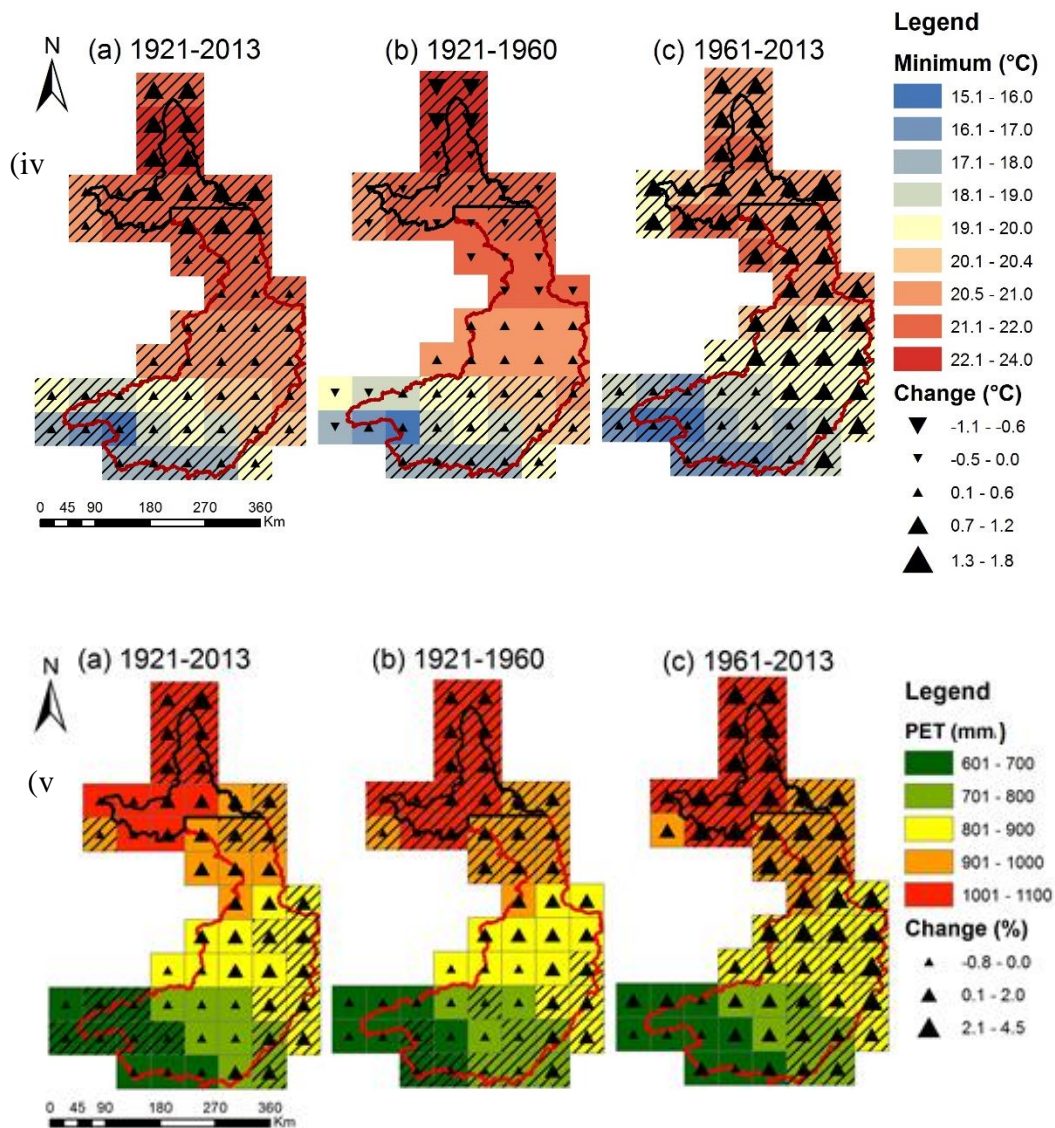 N
(a) 1921-2013
(b) 1921-1960
(c) 1961-2013
(iv
0 45 90 180 270 360
Km
Legend
Minimum (°C)
15.1 - 16.0
16.1 - 17.0
17.1 - 18.0
18.1 - 19.0
19.1 - 20.0
20.1 - 20.4
20.5 - 21.0
21.1 - 22.0
22.1 - 24.0
Change (°C)
-1.1 - -0.6
-0.5 - 0.0
0.1 - 0.6
0.7 - 1.2
1.3 - 1.8
N
(a) 1921-2013
(b) 1921-1960
(c) 1961-2013
(v
0 45 90 180 270 360
Km
Legend
PET (mm)
601 - 700
701 - 800
801 - 900
901 - 1000
1001 - 1100
Change (%)
-0.8 - 0.0
0.1 - 2.0
2.1 - 4.5